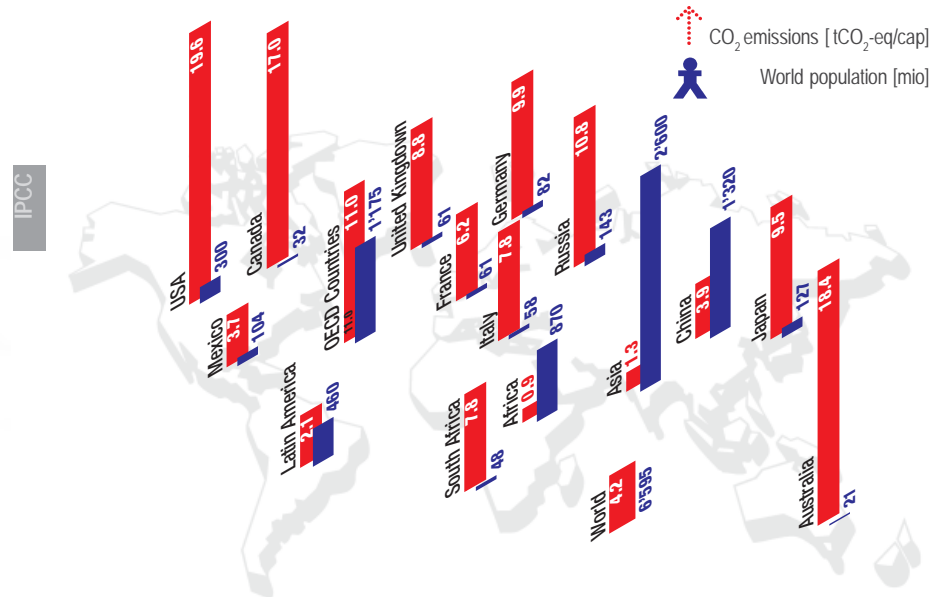 IPCC
CO2 emissions [ tCO2-eq/cap]
World population [mio]
USA
19.6
300
Canada
17.0
32
Mexico
3.7
104
Latin America
2.1
460
OECD Countries
11.0
11.0
1'175
United Kingdown
8.8
61
France
6.2
61
Germany
9.9
82
Italy
7.8
58
Russia
10.8
143
South Africa
7.8
48
Africa
0.9
870
Asia
1.3
2'600
China
3.9
1'320
Japan
9.5
127
World
4.2
6'595
Australia
18.4
21